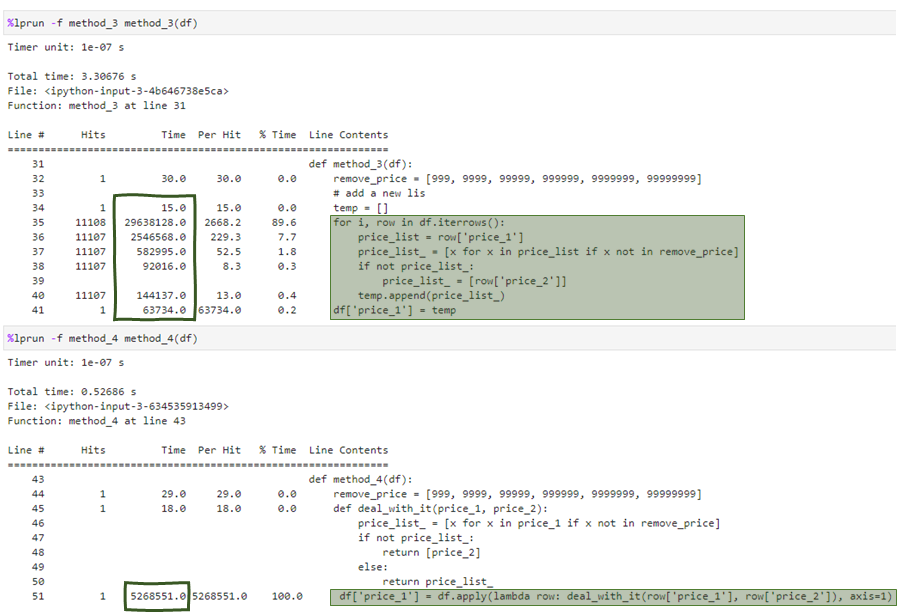 %lprun -f method_3 method_3(df)
Timer unit: 1e-07 s
Total time: 3.30676 s
File: <ipython-input-3-4b646738e5ca>
Function: method_3 at line 31
Line #      Hits         Time  Per Hit   % Time  Line Contents
==============================================================
    31                                           def method_3(df):
    32         1         30.0     30.0      0.0      remove_price = [999, 9999, 99999, 999999, 9999999, 99999999]
    33                                               # add a new lis
    34         1         15.0     15.0      0.0      temp = []
    35     11108   29638128.0   2668.2     89.6      for i, row in df.iterrows():
    36     11107    2546568.0    229.3      7.7          price_list = row['price_1']
    37     11107     582995.0     52.5      1.8          price_list_ = [x for x in price_list if x not in remove_price]
    38     11107      92016.0      8.3      0.3          if not price_list_:
    39                                                       price_list_ = [row['price_2']]
    40     11107     144137.0     13.0      0.4          temp.append(price_list_)
    41         1      63734.0  63734.0      0.2      df['price_1'] = temp
%lprun -f method_4 method_4(df)
Timer unit: 1e-07 s
Total time: 0.52686 s
File: <ipython-input-3-634535913499>
Function: method_4 at line 43
Line #      Hits         Time  Per Hit   % Time  Line Contents
==============================================================
    43                                           def method_4(df):
    44         1         29.0     29.0      0.0      remove_price = [999, 9999, 99999, 999999, 9999999, 99999999]
    45         1         18.0     18.0      0.0      def deal_with_it(price_1, price_2):
    46                                                   price_list_ = [x for x in price_1 if x not in remove_price]
    47                                                   if not price_list_:
    48                                                       return [price_2]
    49                                                   else:
    50                                                       return price_list_
    51         1    5268551.0 5268551.0    100.0      df['price_1'] = df.apply(lambda row: deal_with_it(row['price_1'], row['price_2']), axis=1)